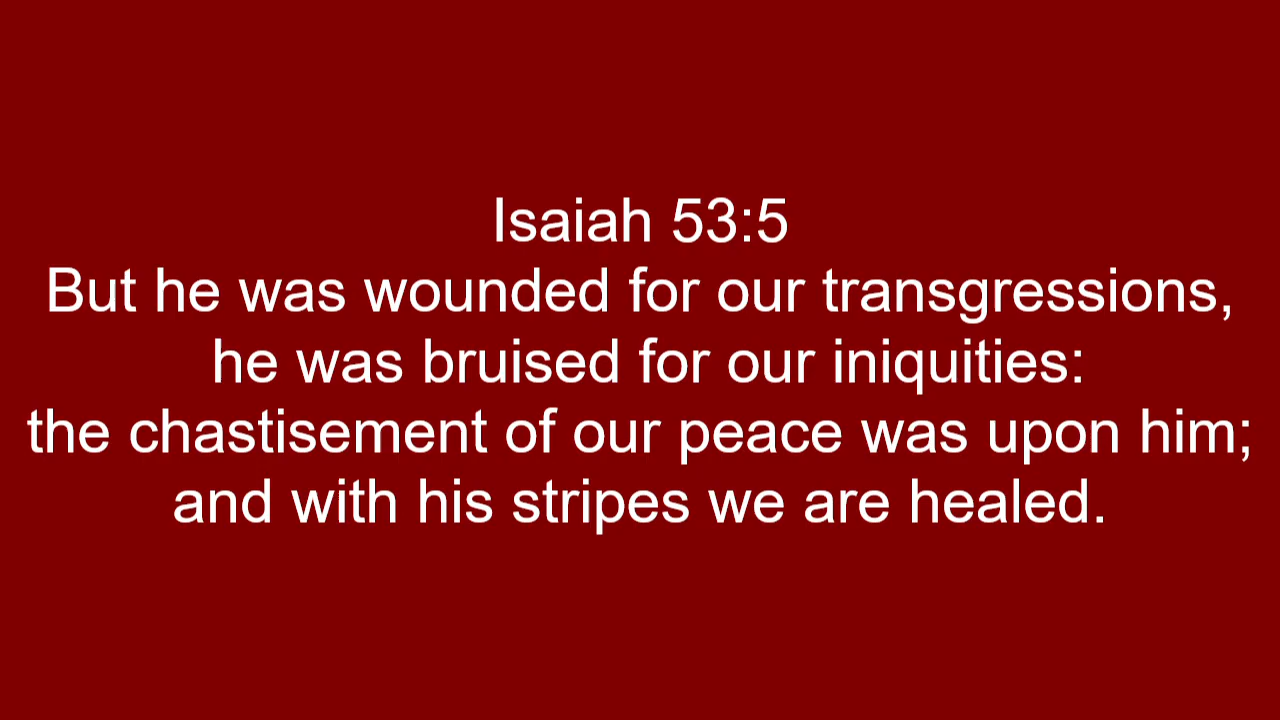 Isaiah 53:5
But he was wounded for our transgressions,
he was bruised for our iniquities:
the chastisement of our peace was upon him;
and with his stripes we are healed.